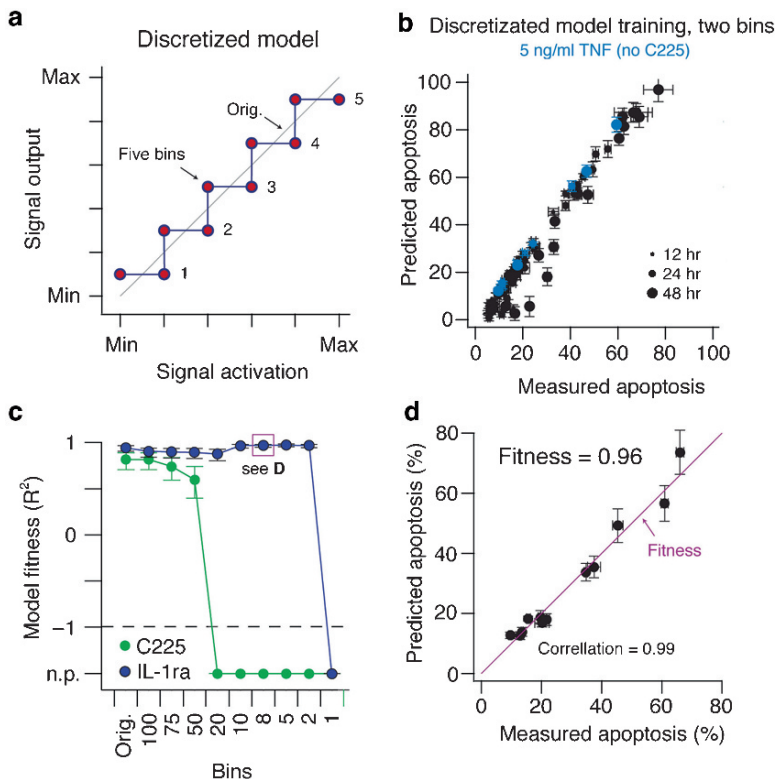 a
Discretized model
Max
Orig.
Five bins
5
4
3
2
1
Signal output
Min
Min
Max
Signal activation
b
Discretizated model training, two bins
5 ng/ml TNF (no C225)
100
80
60
40
20
0
Predicted apoptosis
12 hr
24 hr
48 hr
0 20 40 60 80 100
Measured apoptosis
c
1
0
−1
n.p.
Model fitness (R²)
see D
C225
IL-1ra
Orig. 100 75 50 20 10 8 5 2 1
Bins
d
80
60
40
20
0
Predicted apoptosis (%)
Fitness = 0.96
Fitness
Correllation = 0.99
0 20 40 60 80
Measured apoptosis (%)